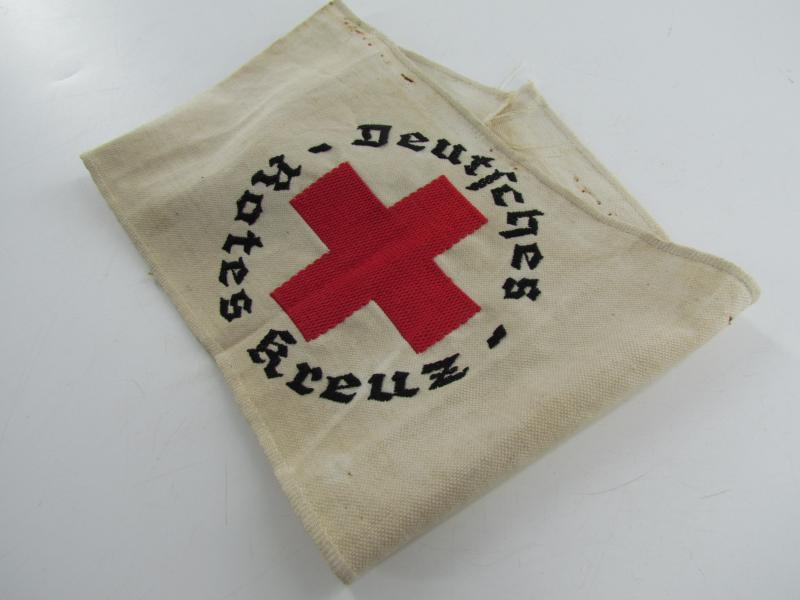 Deutsches - Rotes Kreuz -